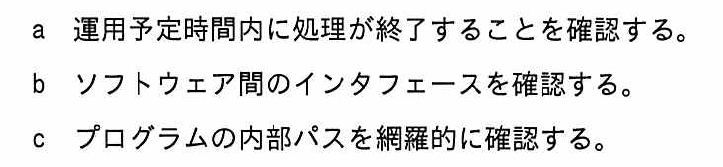 a 運用予定時間内に処理が終了することを確認する。
b ソフトウェア間のインタフェースを確認する。
c プログラムの内部パスを網羅的に確認する。